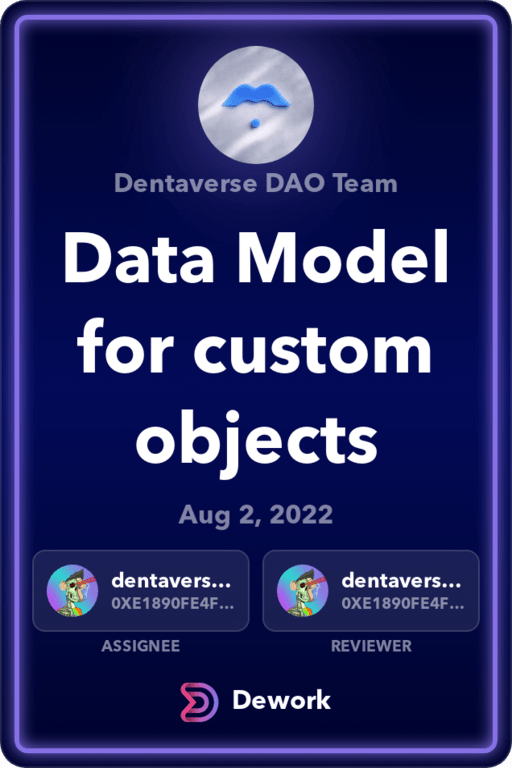 Dentaverse DAO Team
Data Model
for custom
objects
Aug 2, 2022
dentavers... dentavers...
0XE1890FE4F... 0XE1890FE4F...
ASSIGNEE REVIEWER
Dework